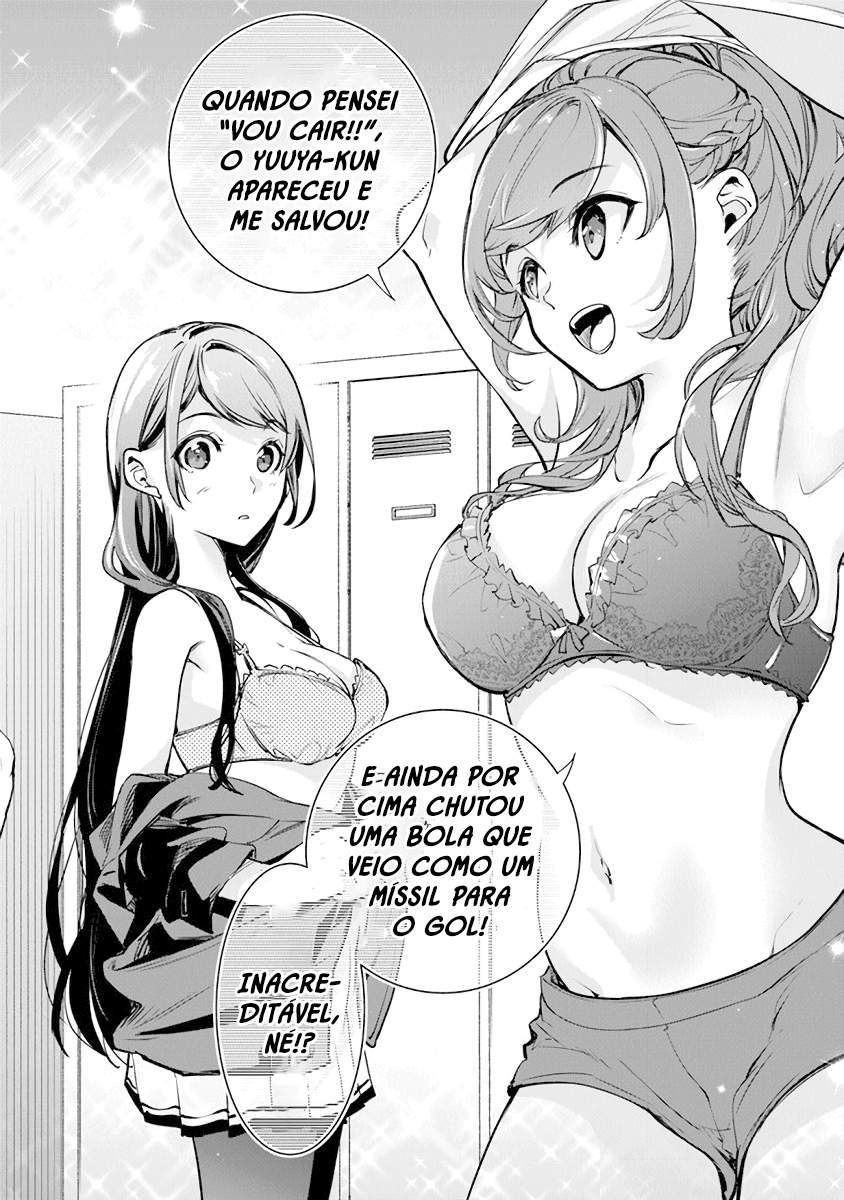 QUANDO PENSEI
"VOU CAIR!!",
O YUUYA-KUN
APARECEU E
ME SALVOU!
E AINDA POR
CIMA CHUTOU
UMA BOLA QUE
VEIO COMO UM
MÍSSIL PARA
O GOL!
INACRE-
DITÁVEL,
NÉ!?